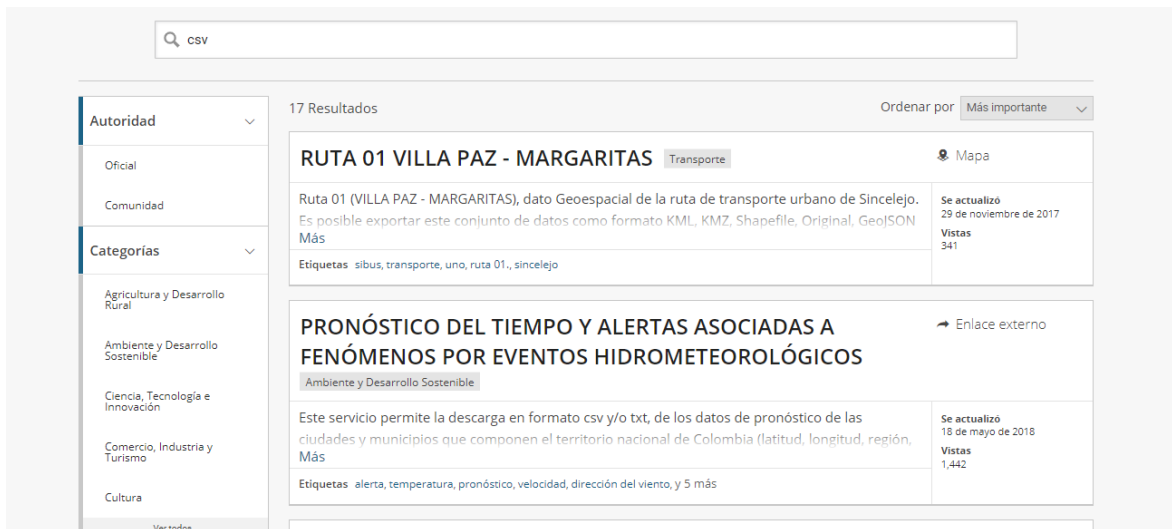 csv
Autoridad
Oficial
Comunidad
Categorías
Agricultura y Desarrollo
Rural
Ambiente y Desarrollo
Sostenible
Ciencia, Tecnología e
Innovación
Comercio, Industria y
Turismo
Cultura
Ver todos
17 Resultados
Ordenar por Más importante
RUTA 01 VILLA PAZ - MARGARITAS Transporte
Mapa
Ruta 01 (VILLA PAZ - MARGARITAS), dato Geoespacial de la ruta de transporte urbano de Sincelejo.
Es posible exportar este conjunto de datos como formato KML, KMZ, Shapefile, Original, GeoJSON
Más
Etiquetas sibus, transporte, uno, ruta 01., sincelejo
Se actualizó
29 de noviembre de 2017
Vistas
341
PRONÓSTICO DEL TIEMPO Y ALERTAS ASOCIADAS A
FENÓMENOS POR EVENTOS HIDROMETEOROLÓGICOS
Ambiente y Desarrollo Sostenible
Enlace externo
Este servicio permite la descarga en formato csv y/o txt, de los datos de pronóstico de las
ciudades y municipios que componen el territorio nacional de Colombia (latitud, longitud, región,
Más
Etiquetas alerta, temperatura, pronóstico, velocidad, dirección del viento, y 5 más
Se actualizó
18 de mayo de 2018
Vistas
1,442